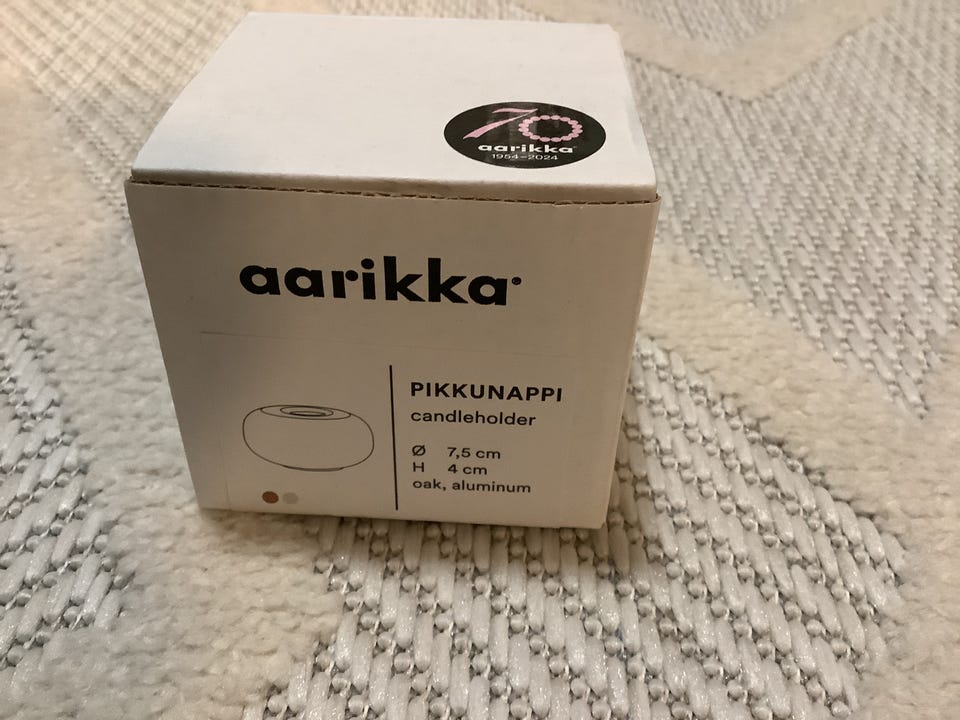 70
aarikka
1954–2024
aarikka®
PIKKUNAPPI
candleholder
Ø 7,5 cm
H 4 cm
oak, aluminum